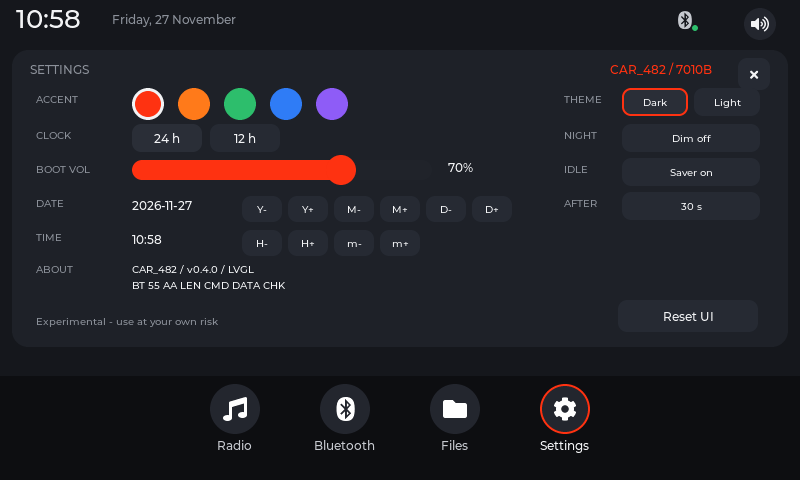 10:58 Friday, 27 November
SETTINGS CAR_482 / 7010B
ACCENT THEME Dark Light
CLOCK 24 h 12 h NIGHT Dim off
BOOT VOL 70% IDLE Saver on
DATE 2026-11-27 Y- Y+ M- M+ D- D+ AFTER 30 s
TIME 10:58 H- H+ m- m+
ABOUT CAR_482 / v0.4.0 / LVGL
BT 55 AA LEN CMD DATA CHK
Experimental - use at your own risk Reset UI
Radio Bluetooth Files Settings